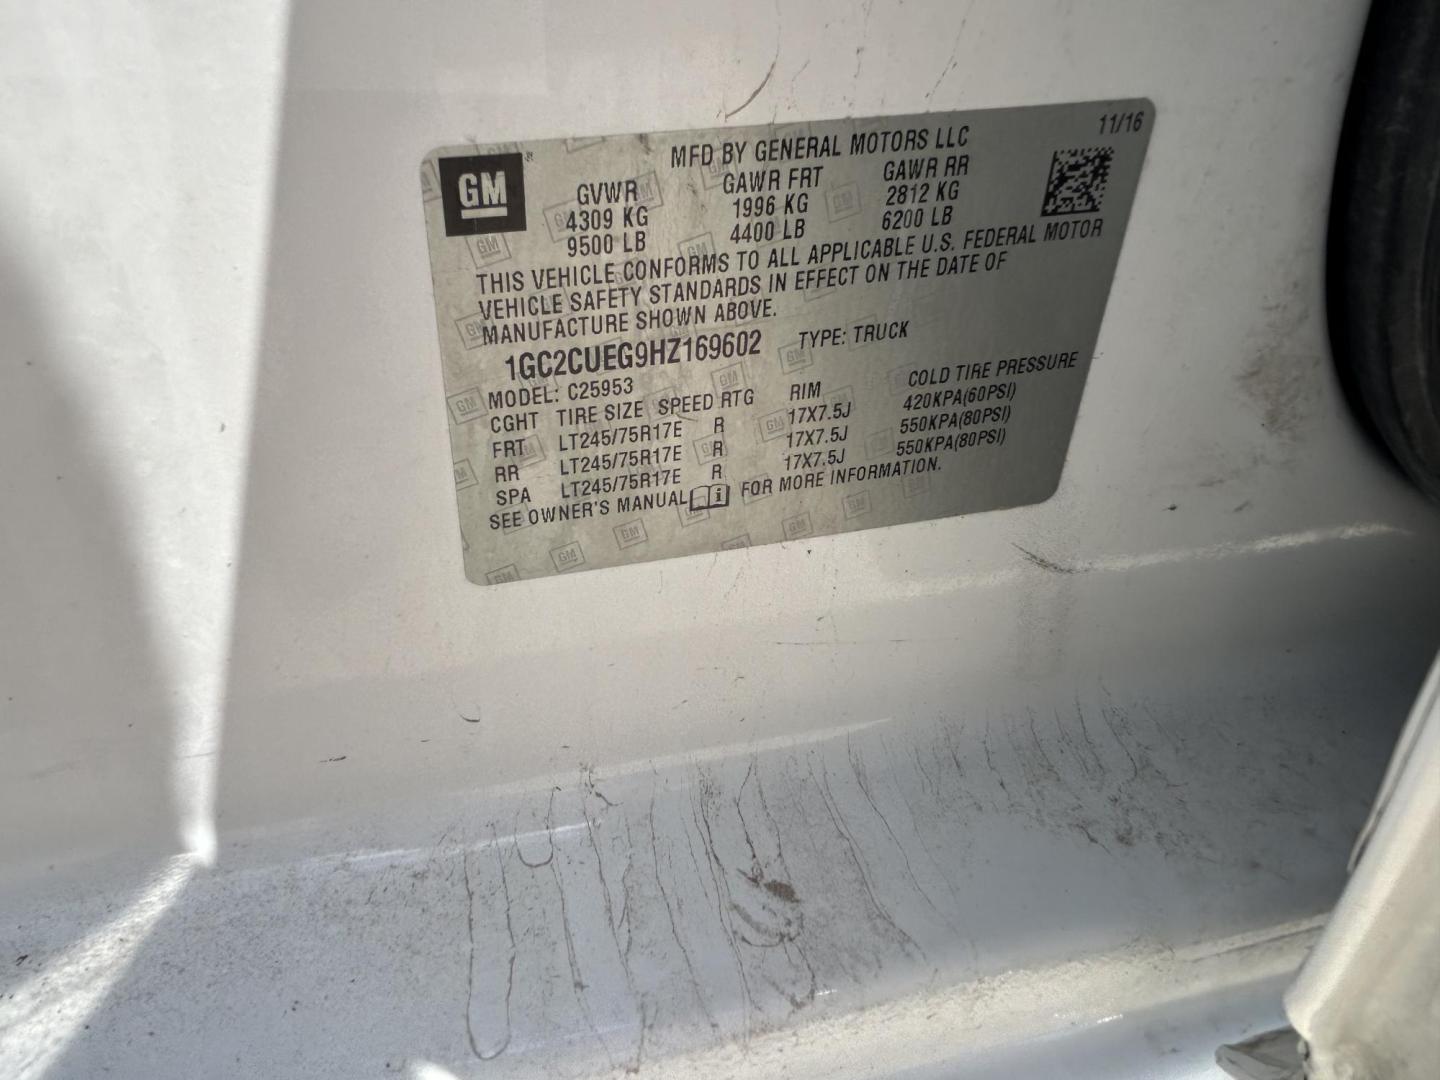 GM
MFD BY GENERAL MOTORS LLC 11/16
GVWR GAWR FRT GAWR RR
4309 KG 1996 KG 2812 KG
9500 LB 4400 LB 6200 LB
THIS VEHICLE CONFORMS TO ALL APPLICABLE U.S. FEDERAL MOTOR
VEHICLE SAFETY STANDARDS IN EFFECT ON THE DATE OF
MANUFACTURE SHOWN ABOVE.
1GC2CUEG9HZ169602 TYPE: TRUCK
MODEL: C25953
CGHT TIRE SIZE SPEED RTG RIM COLD TIRE PRESSURE
FRT LT245/75R17E R 17X7.5J 420KPA(60PSI)
RR LT245/75R17E R 17X7.5J 550KPA(80PSI)
SPA LT245/75R17E R 17X7.5J 550KPA(80PSI)
SEE OWNER'S MANUAL FOR MORE INFORMATION.